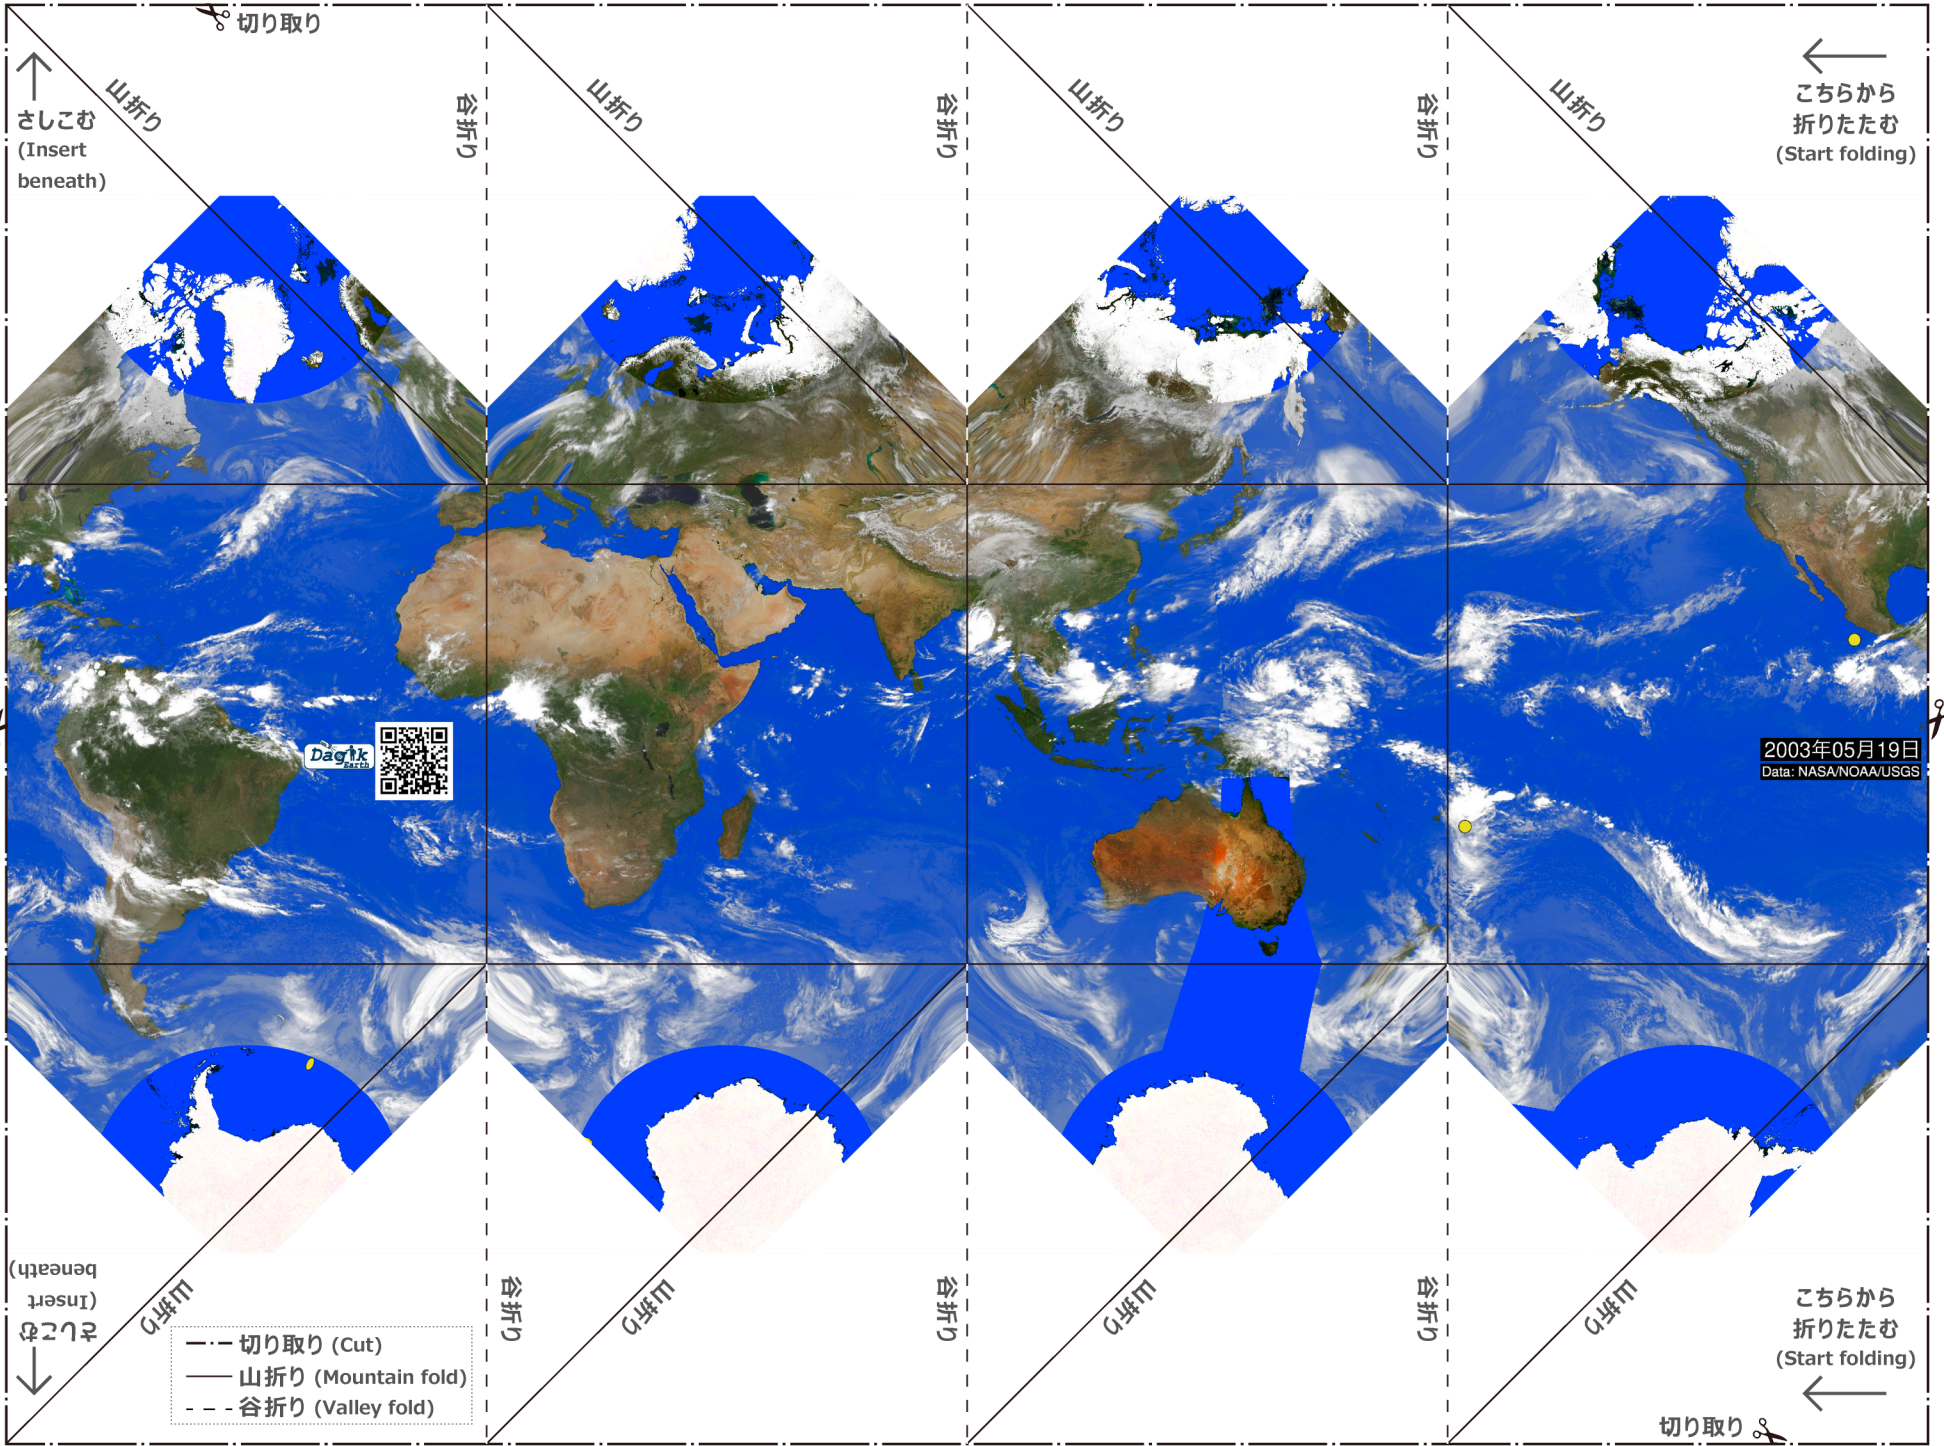 切り取り
さしこむ
(Insert
beneath)
山折り
谷折り
山折り
谷折り
山折り
谷折り
山折り
こちらから
折りたたむ
(Start folding)
Dagik
Earth
2003年05月19日
Data: NASA/NOAA/USGS
さしこむ
(Insert
beneath)
山折り
谷折り
山折り
谷折り
山折り
谷折り
山折り
こちらから
折りたたむ
(Start folding)
切り取り (Cut)
山折り (Mountain fold)
谷折り (Valley fold)
切り取り